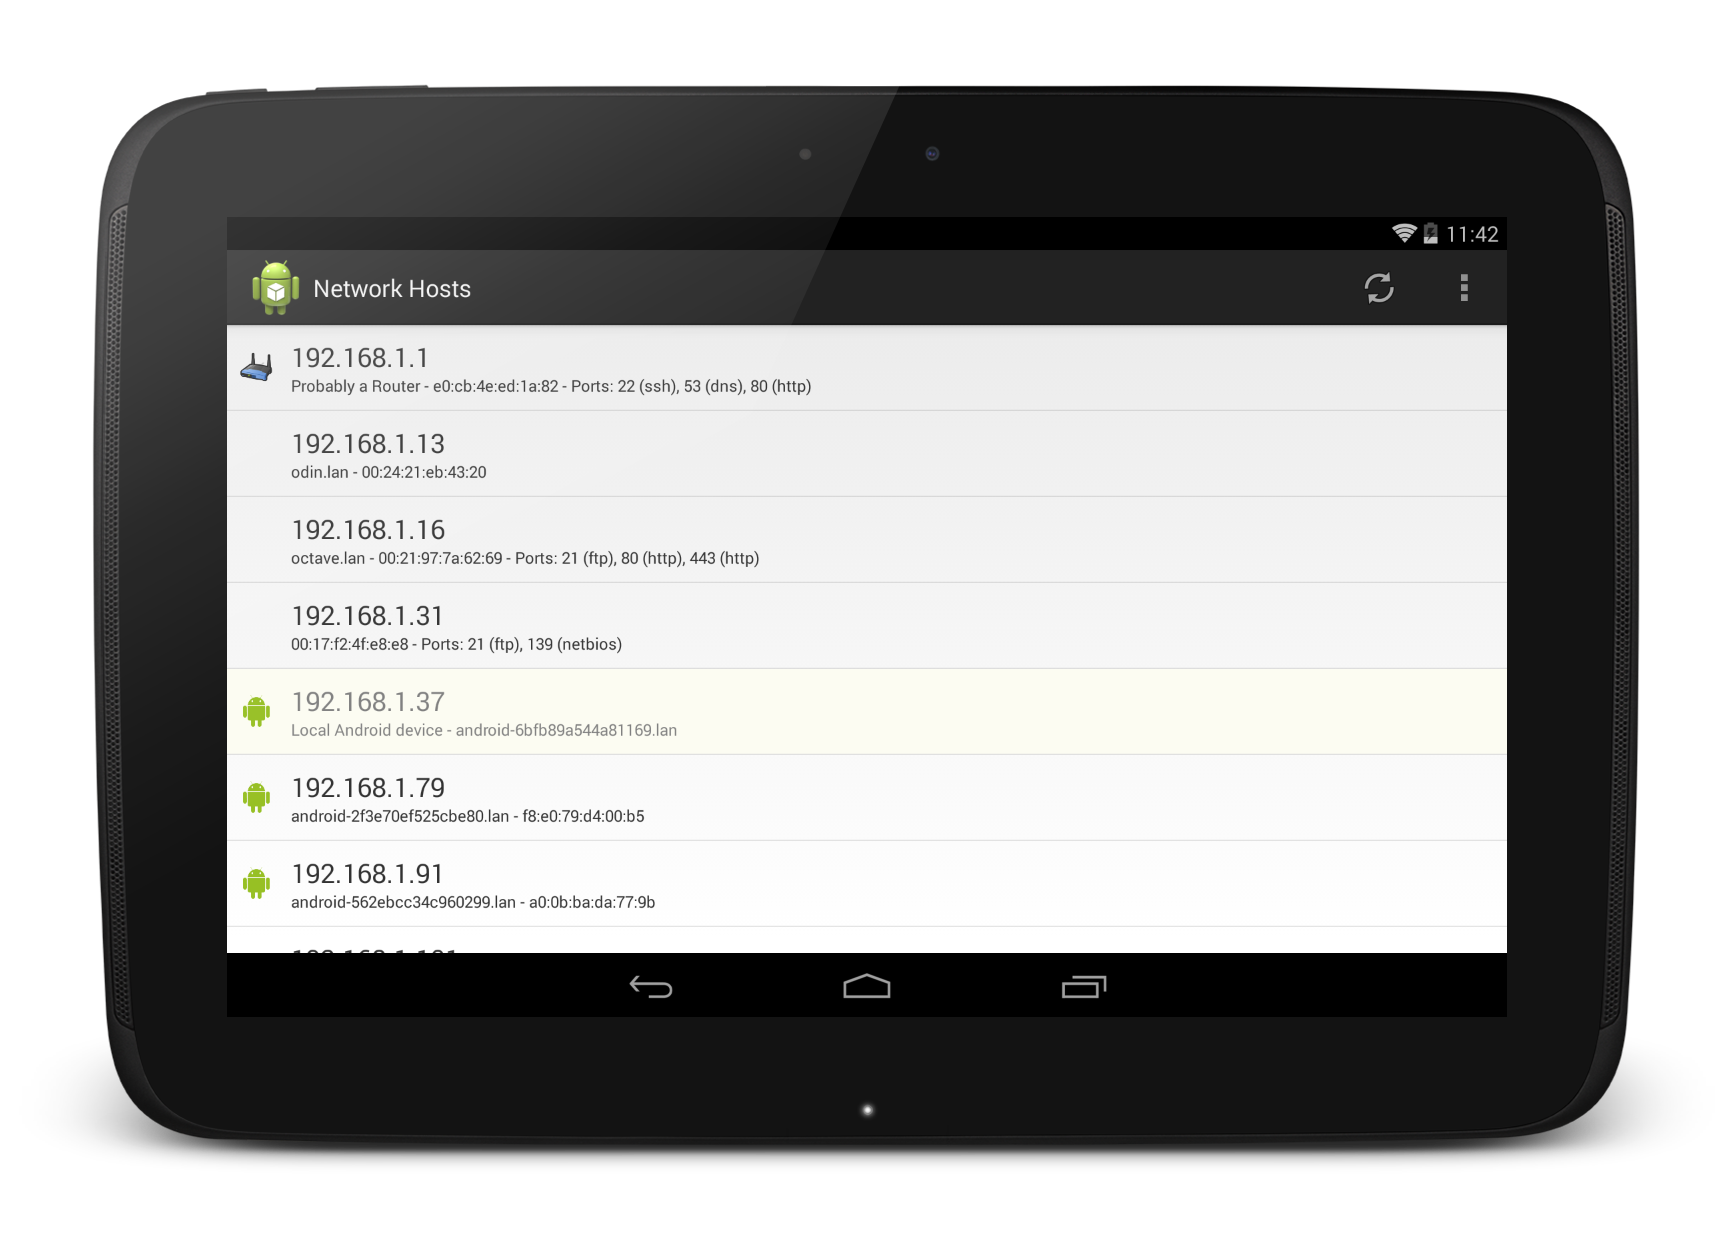 11:42
Network Hosts
192.168.1.1
Probably a Router - e0:cb:4e:ed:1a:82 - Ports: 22 (ssh), 53 (dns), 80 (http)
192.168.1.13
odin.lan - 00:24:21:eb:43:20
192.168.1.16
octave.lan - 00:21:97:7a:62:69 - Ports: 21 (ftp), 80 (http), 443 (http)
192.168.1.31
00:17:f2:4f:e8:e8 - Ports: 21 (ftp), 139 (netbios)
192.168.1.37
Local Android device - android-6bfb89a544a81169.lan
192.168.1.79
android-2f3e70ef525cbe80.lan - f8:e0:79:d4:00:b5
192.168.1.91
android-562ebcc34c960299.lan - a0:0b:ba:da:77:9b